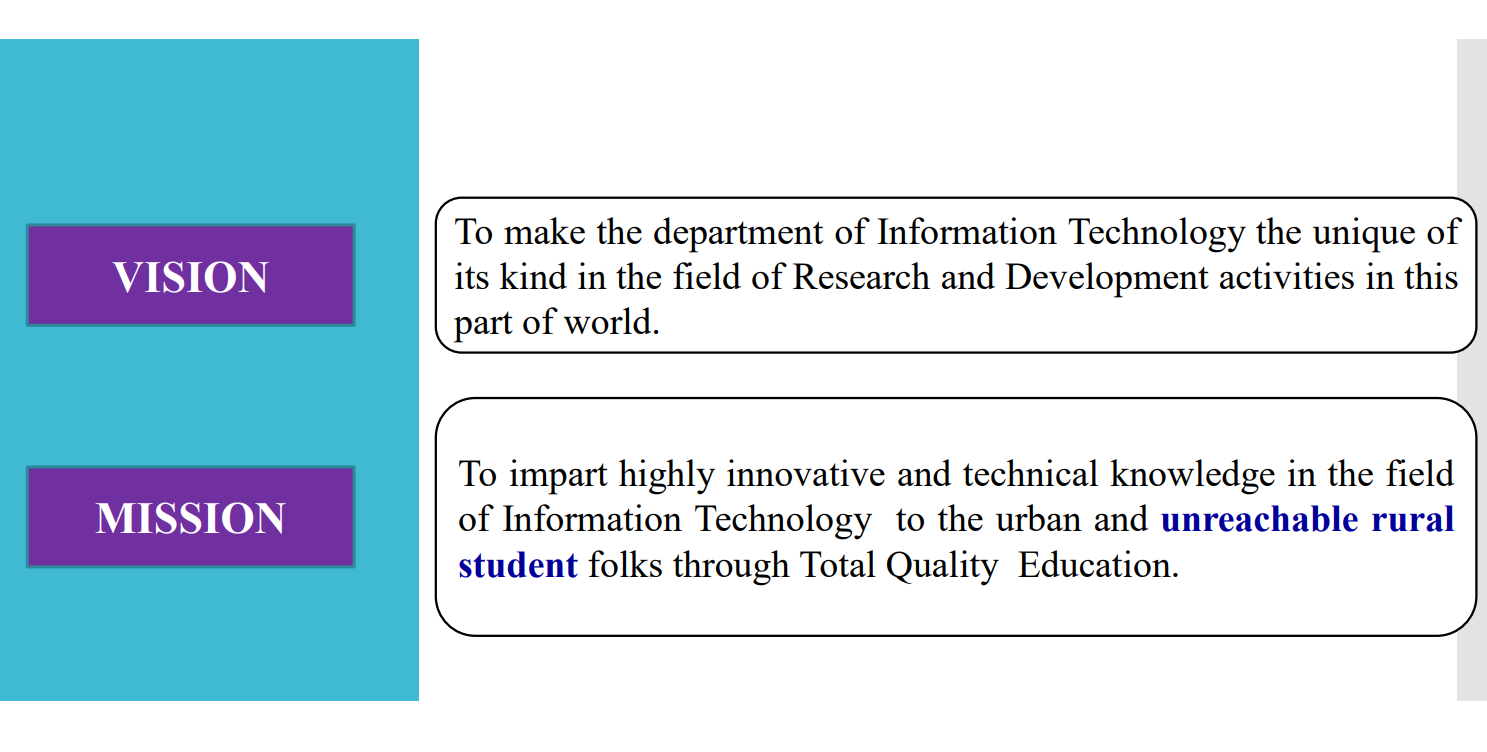 VISION
To make the department of Information Technology the unique of
its kind in the field of Research and Development activities in this
part of world.
MISSION
To impart highly innovative and technical knowledge in the field
of Information Technology  to the urban and unreachable rural
student folks through Total Quality  Education.